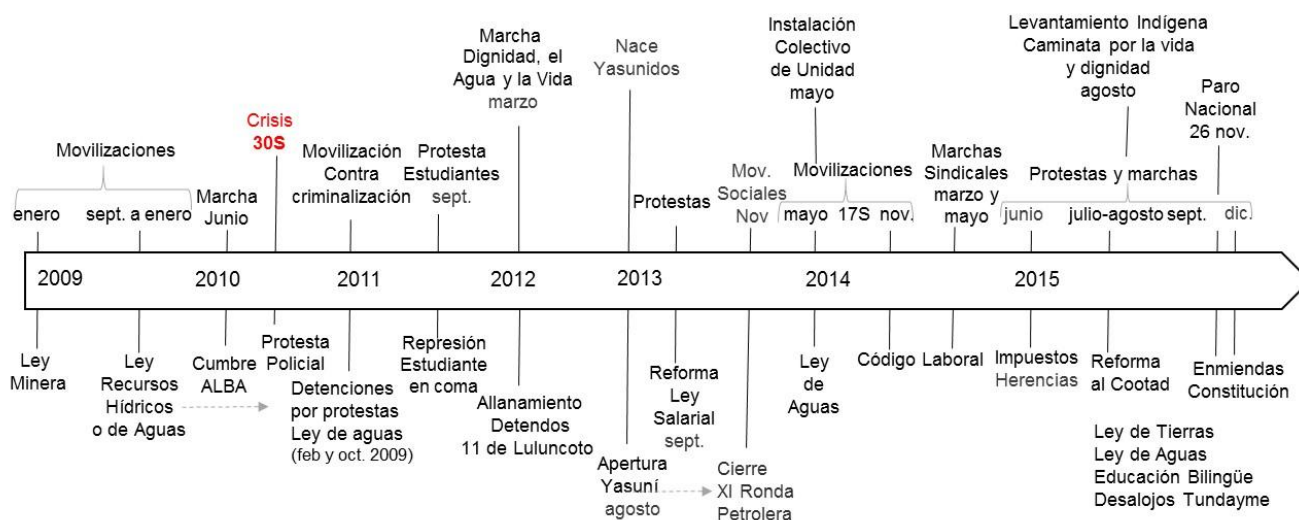 Movilizaciones
enero
sept. a enero
Marcha
Junio
Crisis
30S
Movilización
Contra
criminalización
Protesta
Estudiantes
sept.
Marcha
Dignidad, el
Agua y la Vida
marzo
Nace
Yasunidos
Protestas
Mov.
Sociales
Nov
Instalación
Colectivo
de Unidad
mayo
Movilizaciones
mayo 17S nov.
Marchas
Sindicales
marzo y
mayo
Levantamiento Indígena
Caminata por la vida
y dignidad
agosto
Protestas y marchas
junio
julio-agosto sept.
dic.
Paro
Nacional
26 nov.
2009
2010
2011
2012
2013
2014
2015
Ley
Minera
Ley
Recursos
Hídricos
o de Aguas
Cumbre
ALBA
Protesta
Policial
Detenciones
por protestas
Ley de aguas
(feb y oct. 2009)
Represión
Estudiante
en coma
Allanamiento
Detendos
11 de Luluncoto
Apertura
Yasuní
agosto
Reforma
Ley
Salarial
sept.
Cierre
XI Ronda
Petrolera
Ley
de
Aguas
Código Laboral
Impuestos
Herencias
Reforma
al Cootad
Enmiendas
Constitución
Ley de Tierras
Ley de Aguas
Educación Bilingüe
Desalojos Tundayme